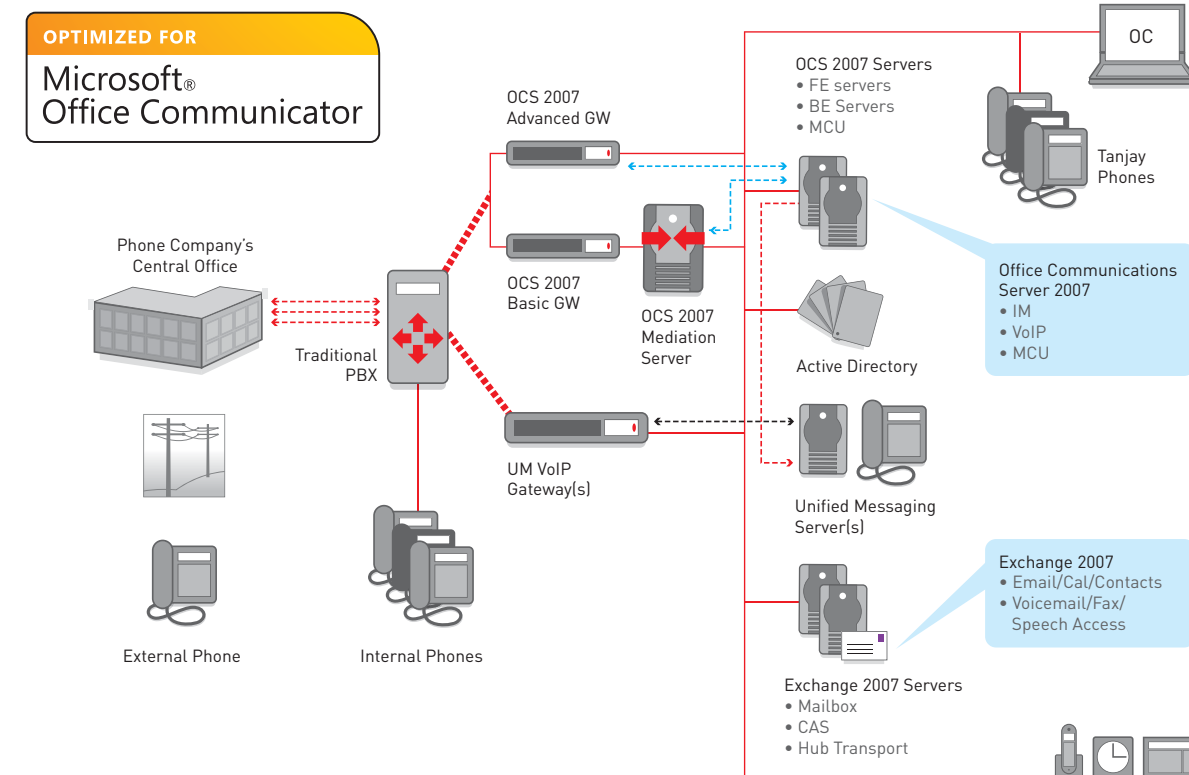 OPTIMIZED FOR
Microsoft®
Office Communicator
OC
OCS 2007 Servers
• FE servers
• BE Servers
• MCU
OCS 2007
Advanced GW
Tanjay
Phones
Phone Company's
Central Office
OCS 2007
Basic GW
OCS 2007
Mediation
Server
Office Communications
Server 2007
• IM
• VoIP
• MCU
Traditional
PBX
Active Directory
UM VoIP
Gateway(s)
Unified Messaging
Server(s)
Exchange 2007
• Email/Cal/Contacts
• Voicemail/Fax/
Speech Access
External Phone
Internal Phones
Exchange 2007 Servers
• Mailbox
• CAS
• Hub Transport